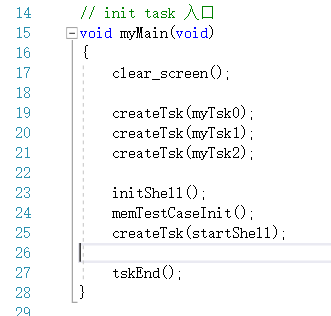 14 // init task 入口
15 void myMain(void)
16 {
17 clear_screen();
18
19 createTsk(myTsk0);
20 createTsk(myTsk1);
21 createTsk(myTsk2);
22
23 initShell();
24 memTestCaseInit();
25 createTsk(startShell);
26
27 tskEnd();
28 }
29